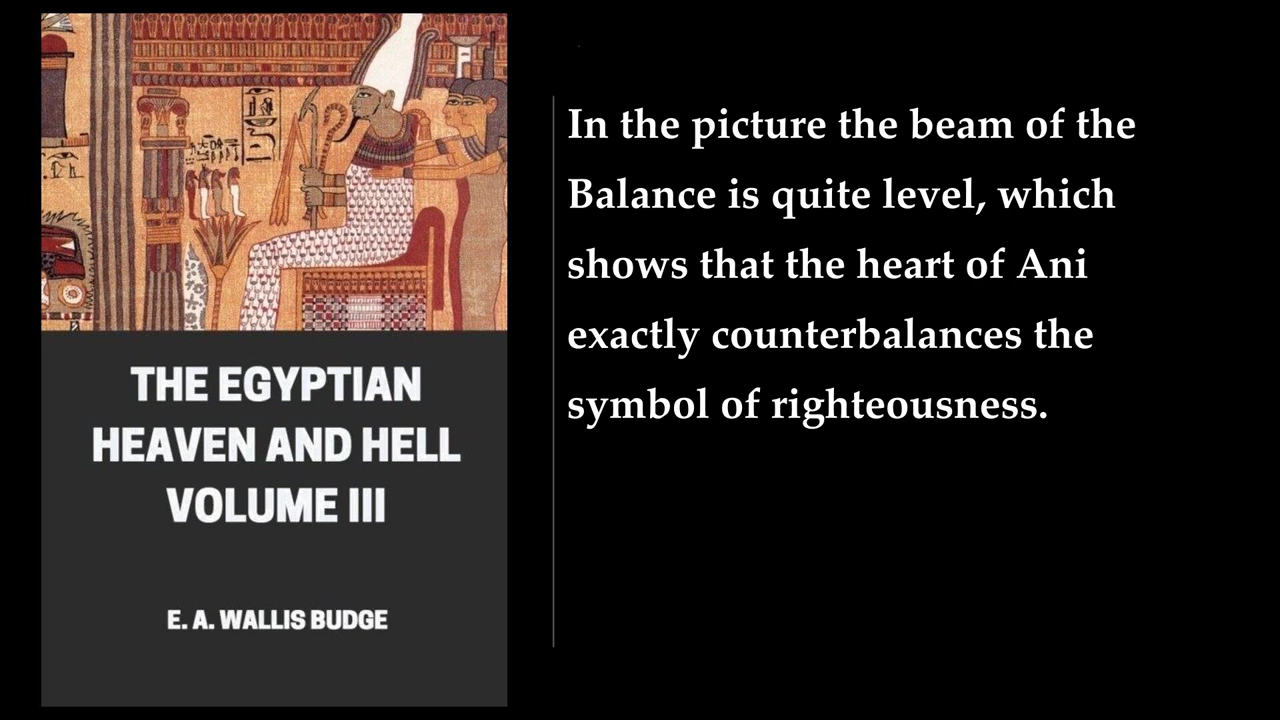 THE EGYPTIAN
HEAVEN AND HELL
VOLUME III
E. A. WALLIS BUDGE
In the picture the beam of the
Balance is quite level, which
shows that the heart of Ani
exactly counterbalances the
symbol of righteousness.